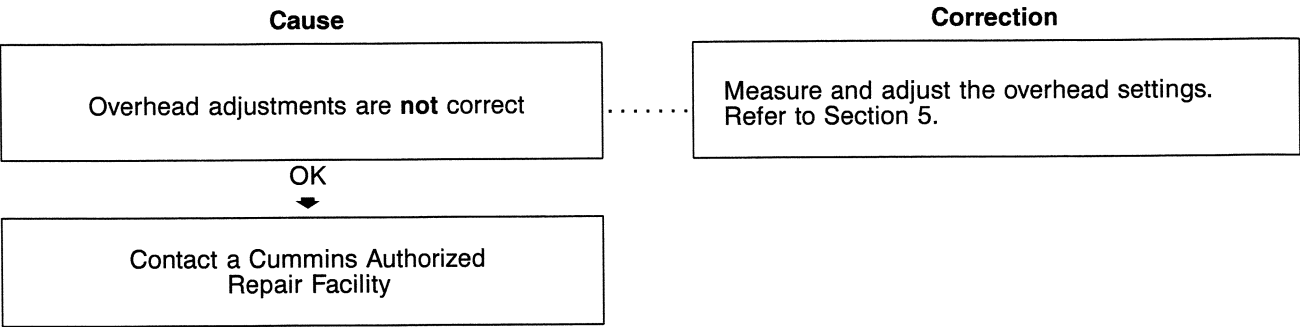 Cause
Correction
Overhead adjustments are not correct
. . . . . . .
Measure and adjust the overhead settings.
Refer to Section 5.
OK
Contact a Cummins Authorized
Repair Facility